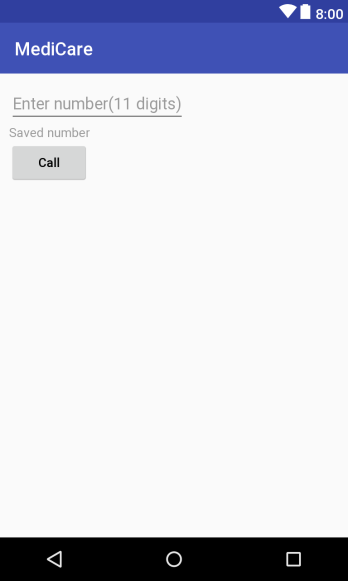 8:00
MediCare
Enter number(11 digits)
Saved number
Call